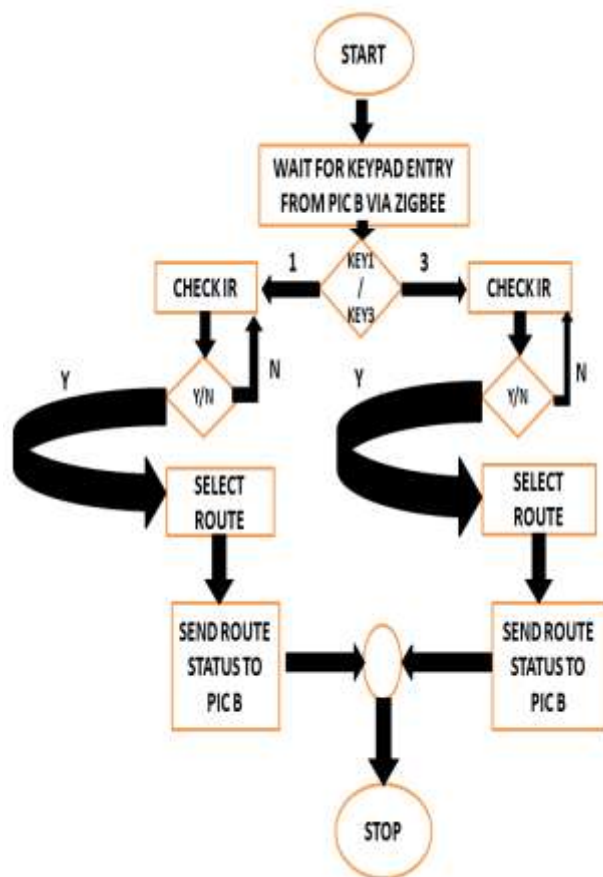 START
WAIT FOR KEYPAD ENTRY
FROM PIC B VIA ZIGBEE
KEY1
/
KEY3
1
3
CHECK IR
CHECK IR
Y/N
N
Y
Y/N
N
Y
SELECT
ROUTE
SELECT
ROUTE
SEND ROUTE
STATUS TO
PIC B
SEND ROUTE
STATUS TO
PIC B
STOP